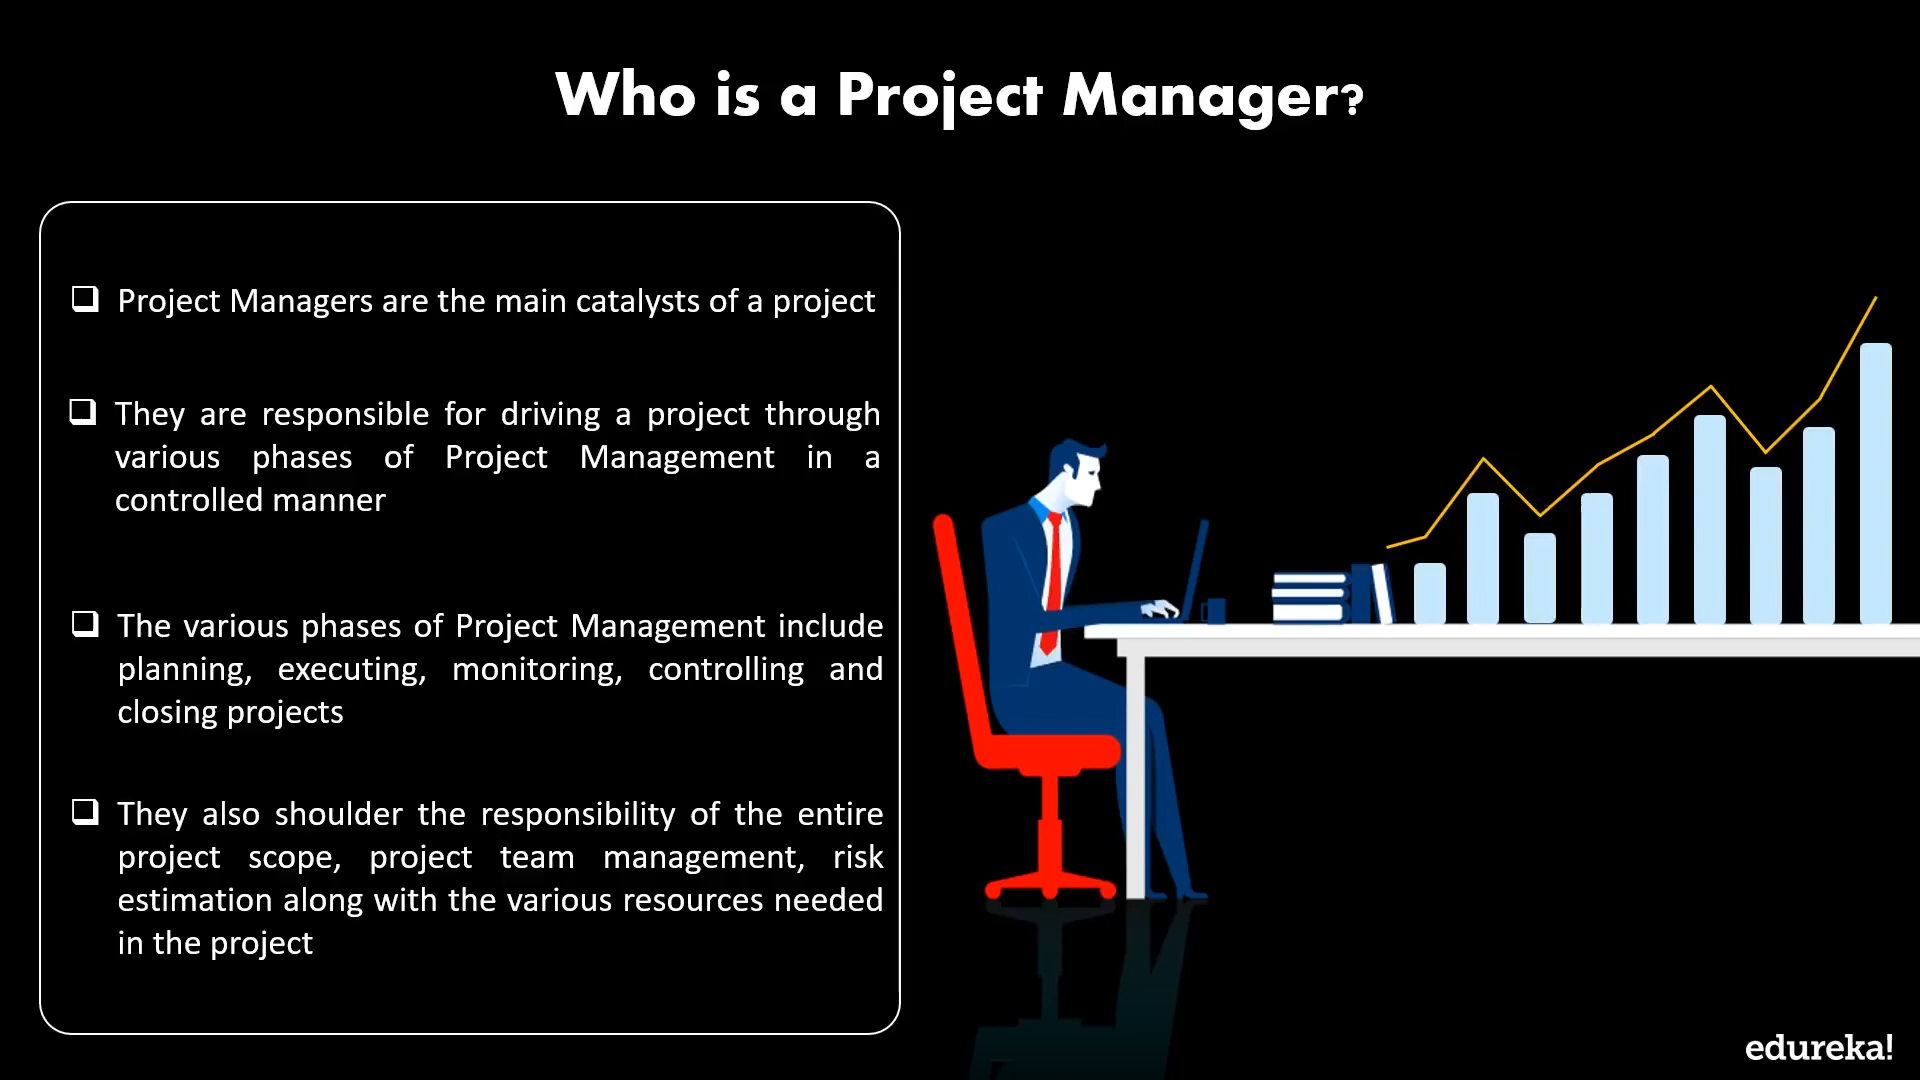 Who is a Project Manager?
Project Managers are the main catalysts of a project
They are responsible for driving a project through
various phases of Project Management in a
controlled manner
The various phases of Project Management include
planning, executing, monitoring, controlling and
closing projects
They also shoulder the responsibility of the entire
project scope, project team management, risk
estimation along with the various resources needed
in the project
edureka!